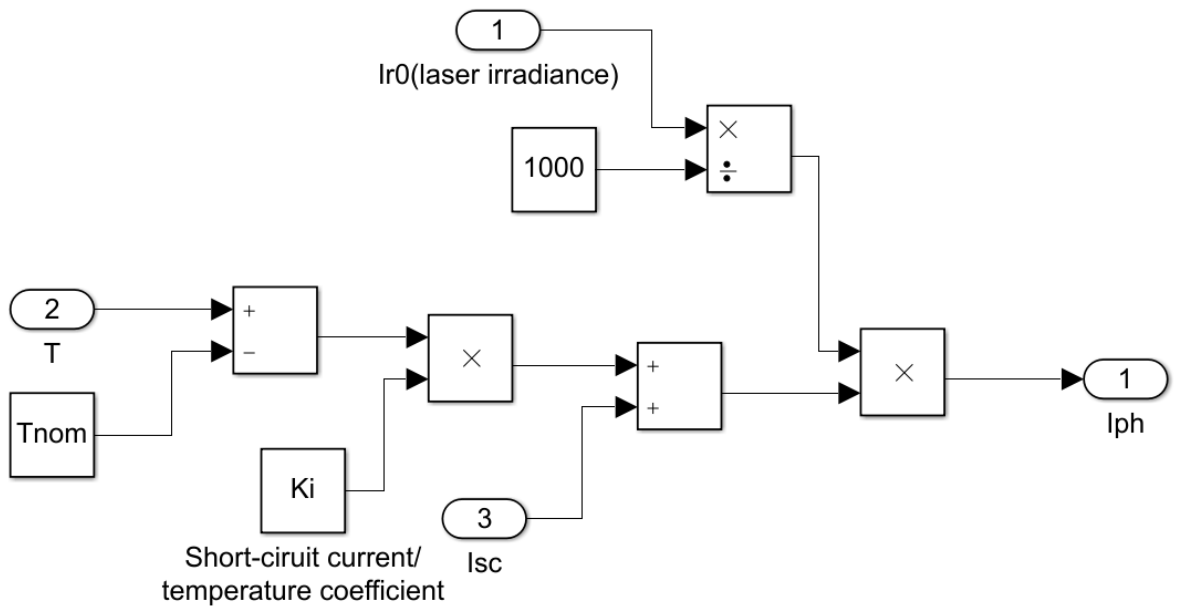 1
Ir0(laser irradiance)
1000
×
÷
2
T
+
−
Tnom
×
Ki
Short-ciruit current/
temperature coefficient
+
+
3
Isc
×
1
Iph